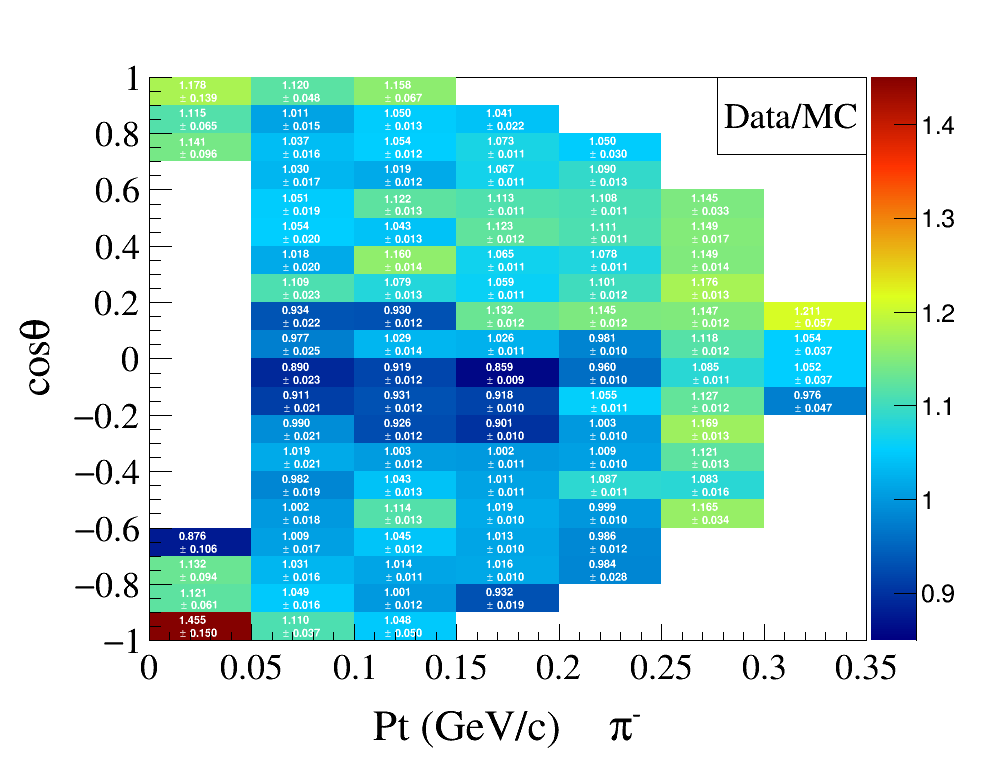 1
Data/MC
1.178 1.120 1.158
± 0.139 ± 0.048 ± 0.067
1.115 1.011 1.050 1.041
± 0.065 ± 0.015 ± 0.013 ± 0.022
0.8
1.4
1.141 1.037 1.054 1.073 1.050
± 0.096 ± 0.016 ± 0.012 ± 0.011 ± 0.030
1.030 1.019 1.067 1.090
± 0.017 ± 0.012 ± 0.011 ± 0.013
0.6
1.3
1.051 1.122 1.113 1.108 1.145
± 0.019 ± 0.013 ± 0.011 ± 0.011 ± 0.033
1.054 1.043 1.123 1.111 1.149
± 0.020 ± 0.013 ± 0.012 ± 0.011 ± 0.017
0.4
1.018 1.160 1.065 1.078 1.149
± 0.020 ± 0.014 ± 0.011 ± 0.011 ± 0.014
1.109 1.079 1.059 1.101 1.176
± 0.023 ± 0.013 ± 0.011 ± 0.012 ± 0.013
0.2
1.2
0.934 0.930 1.132 1.145 1.147 1.211
± 0.022 ± 0.012 ± 0.012 ± 0.012 ± 0.012 ± 0.057
0.977 1.029 1.026 0.981 1.118 1.054
± 0.025 ± 0.014 ± 0.011 ± 0.010 ± 0.012 ± 0.037
0
cosθ
0.890 0.919 0.859 0.960 1.085 1.052
± 0.023 ± 0.012 ± 0.009 ± 0.010 ± 0.011 ± 0.037
0.911 0.931 0.918 1.055 1.127 0.976
± 0.021 ± 0.012 ± 0.010 ± 0.011 ± 0.012 ± 0.047
−0.2
1.1
0.990 0.926 0.901 1.003 1.169
± 0.021 ± 0.012 ± 0.010 ± 0.010 ± 0.013
1.019 1.003 1.002 1.009 1.121
± 0.021 ± 0.012 ± 0.011 ± 0.010 ± 0.013
−0.4
0.982 1.043 1.011 1.087 1.083
± 0.019 ± 0.013 ± 0.011 ± 0.011 ± 0.016
1
1.002 1.114 1.019 0.999 1.165
± 0.018 ± 0.013 ± 0.010 ± 0.010 ± 0.034
−0.6
0.876 1.009 1.045 1.013 0.986
± 0.106 ± 0.017 ± 0.012 ± 0.010 ± 0.012
1.132 1.031 1.014 1.016 0.984
± 0.094 ± 0.016 ± 0.011 ± 0.010 ± 0.028
−0.8
0.9
1.121 1.049 1.001 0.932
± 0.061 ± 0.016 ± 0.012 ± 0.019
1.455 1.110 1.048
± 0.150 ± 0.037 ± 0.050
−1
0 0.05 0.1 0.15 0.2 0.25 0.3 0.35
Pt (GeV/c) π-